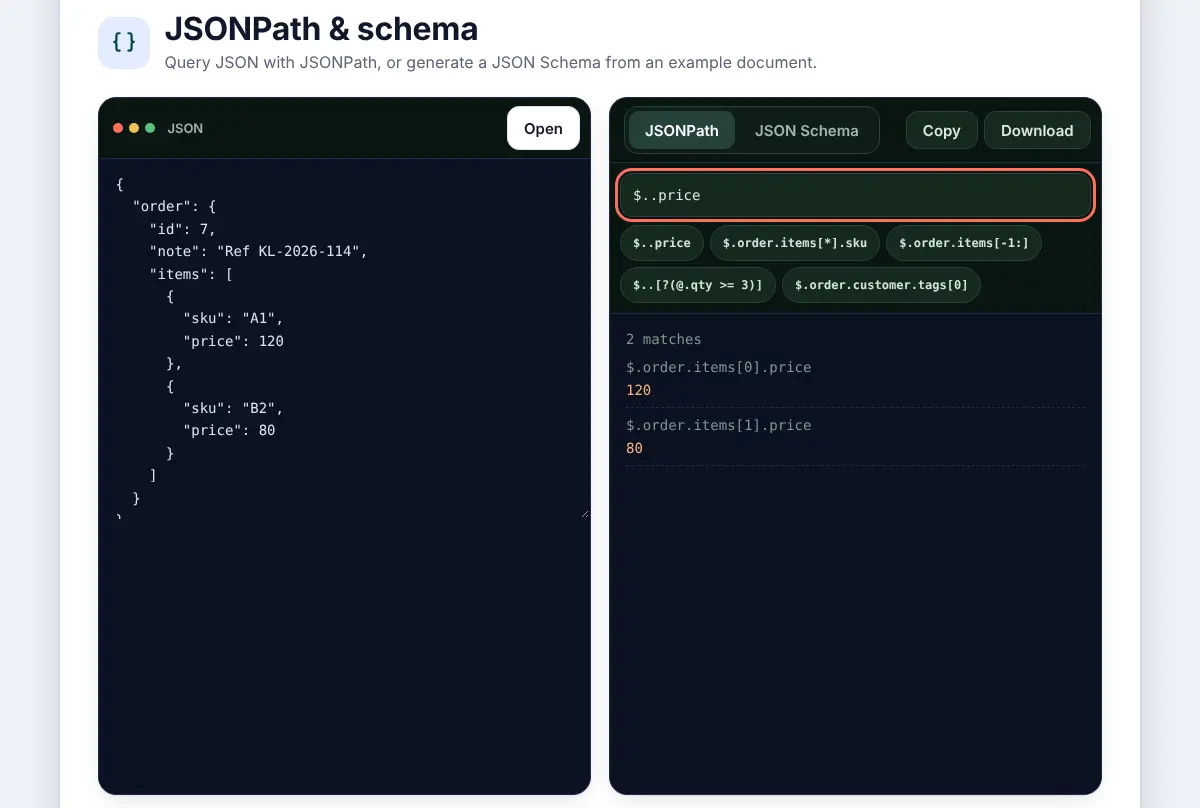 { }
JSONPath & schema
Query JSON with JSONPath, or generate a JSON Schema from an example document.
JSON
Open
{
  "order": {
    "id": 7,
    "note": "Ref KL-2026-114",
    "items": [
      {
        "sku": "A1",
        "price": 120
      },
      {
        "sku": "B2",
        "price": 80
      }
    ]
  }
}
JSONPath JSON Schema Copy Download
$..price
$..price $.order.items[*].sku $.order.items[-1:]
$..[?(@.qty >= 3)] $.order.customer.tags[0]
2 matches
$.order.items[0].price
120
$.order.items[1].price
80